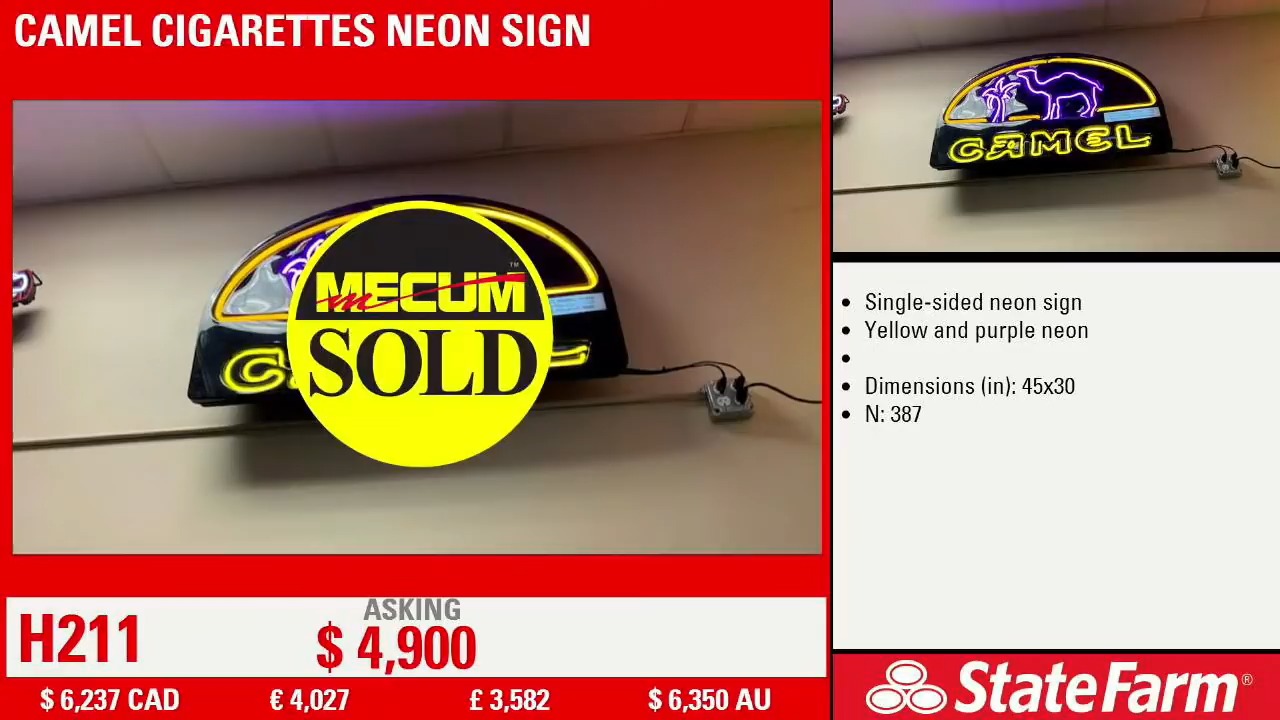 CAMEL CIGARETTES NEON SIGN
CAMEL
MECUM™
SOLD
• Single-sided neon sign
• Yellow and purple neon
•
• Dimensions (in): 45x30
• N: 387
ASKING
H211
$ 4,900
$ 6,237 CAD
€ 4,027
£ 3,582
$ 6,350 AU
StateFarm®